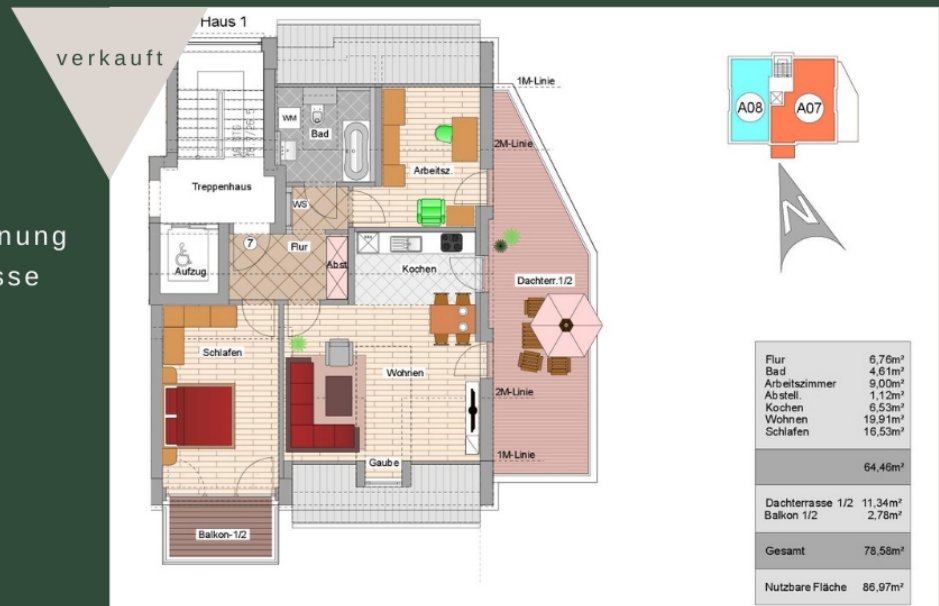 verkauft
Haus 1
nung
sse
1M-Linie
A08
A07
WM
Bad
2M-Linie
Arbeitsz.
Treppenhaus
WS
N
7
Flur
Abst
Kochen
Aufzug
Dachterr.1/2
Schlafen
Wohnen
2M-Linie
1M-Linie
Gaube
Balkon-1/2
Flur 6,76m²
Bad 4,61m²
Arbeitszimmer 9,00m²
Abstell. 1,12m²
Kochen 6,53m²
Wohnen 19,91m²
Schlafen 16,53m²
64,46m²
Dachterrasse 1/2 11,34m²
Balkon 1/2 2,78m²
Gesamt 78,58m²
Nutzbare Fläche 86,97m²